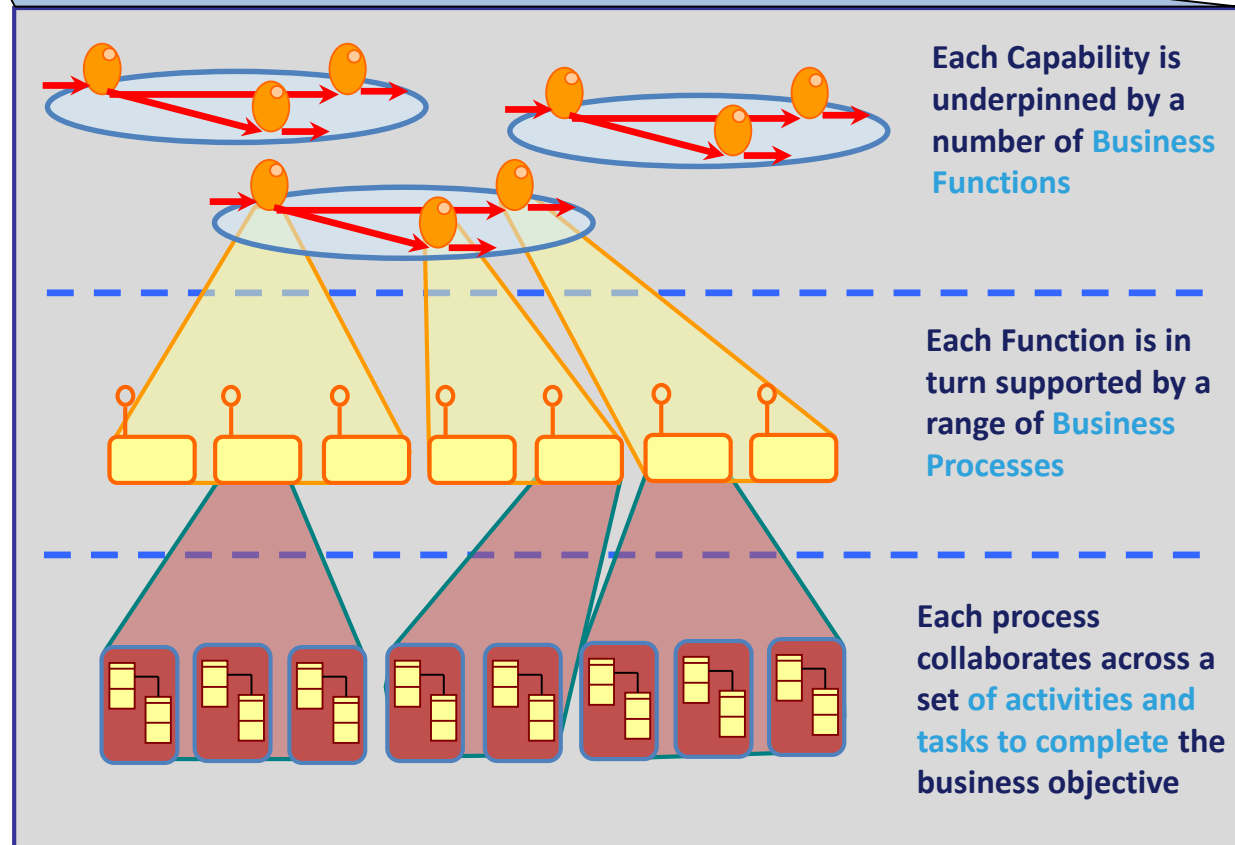 Each Capability is
underpinned by a
number of Business
Functions
Each Function is in
turn supported by a
range of Business
Processes
Each process
collaborates across a
set of activities and
tasks to complete the
business objective